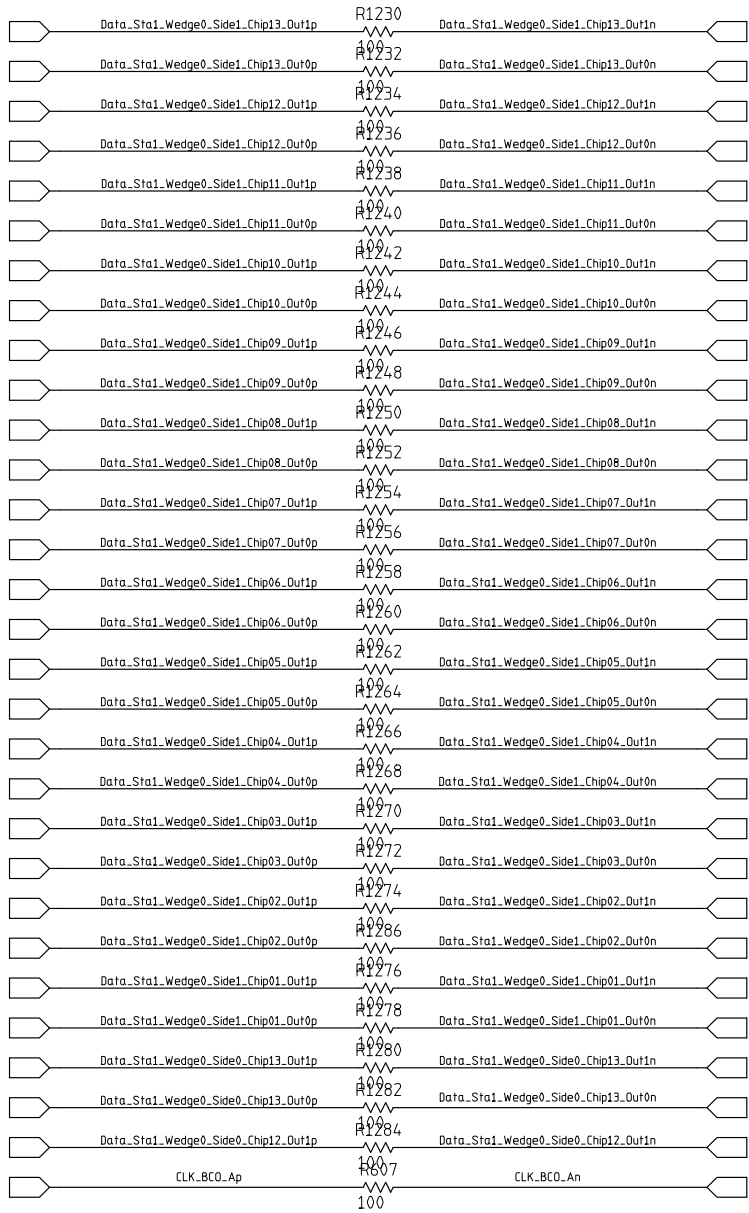 R1230
Data_Sta1_Wedge0_Side1_Chip13_Out1p Data_Sta1_Wedge0_Side1_Chip13_Out1n
100
R1232
Data_Sta1_Wedge0_Side1_Chip13_Out0p Data_Sta1_Wedge0_Side1_Chip13_Out0n
100
R1234
Data_Sta1_Wedge0_Side1_Chip12_Out1p Data_Sta1_Wedge0_Side1_Chip12_Out1n
100
R1236
Data_Sta1_Wedge0_Side1_Chip12_Out0p Data_Sta1_Wedge0_Side1_Chip12_Out0n
100
R1238
Data_Sta1_Wedge0_Side1_Chip11_Out1p Data_Sta1_Wedge0_Side1_Chip11_Out1n
100
R1240
Data_Sta1_Wedge0_Side1_Chip11_Out0p Data_Sta1_Wedge0_Side1_Chip11_Out0n
100
R1242
Data_Sta1_Wedge0_Side1_Chip10_Out1p Data_Sta1_Wedge0_Side1_Chip10_Out1n
100
R1244
Data_Sta1_Wedge0_Side1_Chip10_Out0p Data_Sta1_Wedge0_Side1_Chip10_Out0n
100
R1246
Data_Sta1_Wedge0_Side1_Chip09_Out1p Data_Sta1_Wedge0_Side1_Chip09_Out1n
100
R1248
Data_Sta1_Wedge0_Side1_Chip09_Out0p Data_Sta1_Wedge0_Side1_Chip09_Out0n
100
R1250
Data_Sta1_Wedge0_Side1_Chip08_Out1p Data_Sta1_Wedge0_Side1_Chip08_Out1n
100
R1252
Data_Sta1_Wedge0_Side1_Chip08_Out0p Data_Sta1_Wedge0_Side1_Chip08_Out0n
100
R1254
Data_Sta1_Wedge0_Side1_Chip07_Out1p Data_Sta1_Wedge0_Side1_Chip07_Out1n
100
R1256
Data_Sta1_Wedge0_Side1_Chip07_Out0p Data_Sta1_Wedge0_Side1_Chip07_Out0n
100
R1258
Data_Sta1_Wedge0_Side1_Chip06_Out1p Data_Sta1_Wedge0_Side1_Chip06_Out1n
100
R1260
Data_Sta1_Wedge0_Side1_Chip06_Out0p Data_Sta1_Wedge0_Side1_Chip06_Out0n
100
R1262
Data_Sta1_Wedge0_Side1_Chip05_Out1p Data_Sta1_Wedge0_Side1_Chip05_Out1n
100
R1264
Data_Sta1_Wedge0_Side1_Chip05_Out0p Data_Sta1_Wedge0_Side1_Chip05_Out0n
100
R1266
Data_Sta1_Wedge0_Side1_Chip04_Out1p Data_Sta1_Wedge0_Side1_Chip04_Out1n
100
R1268
Data_Sta1_Wedge0_Side1_Chip04_Out0p Data_Sta1_Wedge0_Side1_Chip04_Out0n
100
R1270
Data_Sta1_Wedge0_Side1_Chip03_Out1p Data_Sta1_Wedge0_Side1_Chip03_Out1n
100
R1272
Data_Sta1_Wedge0_Side1_Chip03_Out0p Data_Sta1_Wedge0_Side1_Chip03_Out0n
100
R1274
Data_Sta1_Wedge0_Side1_Chip02_Out1p Data_Sta1_Wedge0_Side1_Chip02_Out1n
100
R1286
Data_Sta1_Wedge0_Side1_Chip02_Out0p Data_Sta1_Wedge0_Side1_Chip02_Out0n
100
R1276
Data_Sta1_Wedge0_Side1_Chip01_Out1p Data_Sta1_Wedge0_Side1_Chip01_Out1n
100
R1278
Data_Sta1_Wedge0_Side1_Chip01_Out0p Data_Sta1_Wedge0_Side1_Chip01_Out0n
100
R1280
Data_Sta1_Wedge0_Side0_Chip13_Out1p Data_Sta1_Wedge0_Side0_Chip13_Out1n
100
R1282
Data_Sta1_Wedge0_Side0_Chip13_Out0p Data_Sta1_Wedge0_Side0_Chip13_Out0n
100
R1284
Data_Sta1_Wedge0_Side0_Chip12_Out1p Data_Sta1_Wedge0_Side0_Chip12_Out1n
100
R607
CLK_BCO_Ap CLK_BCO_An
100